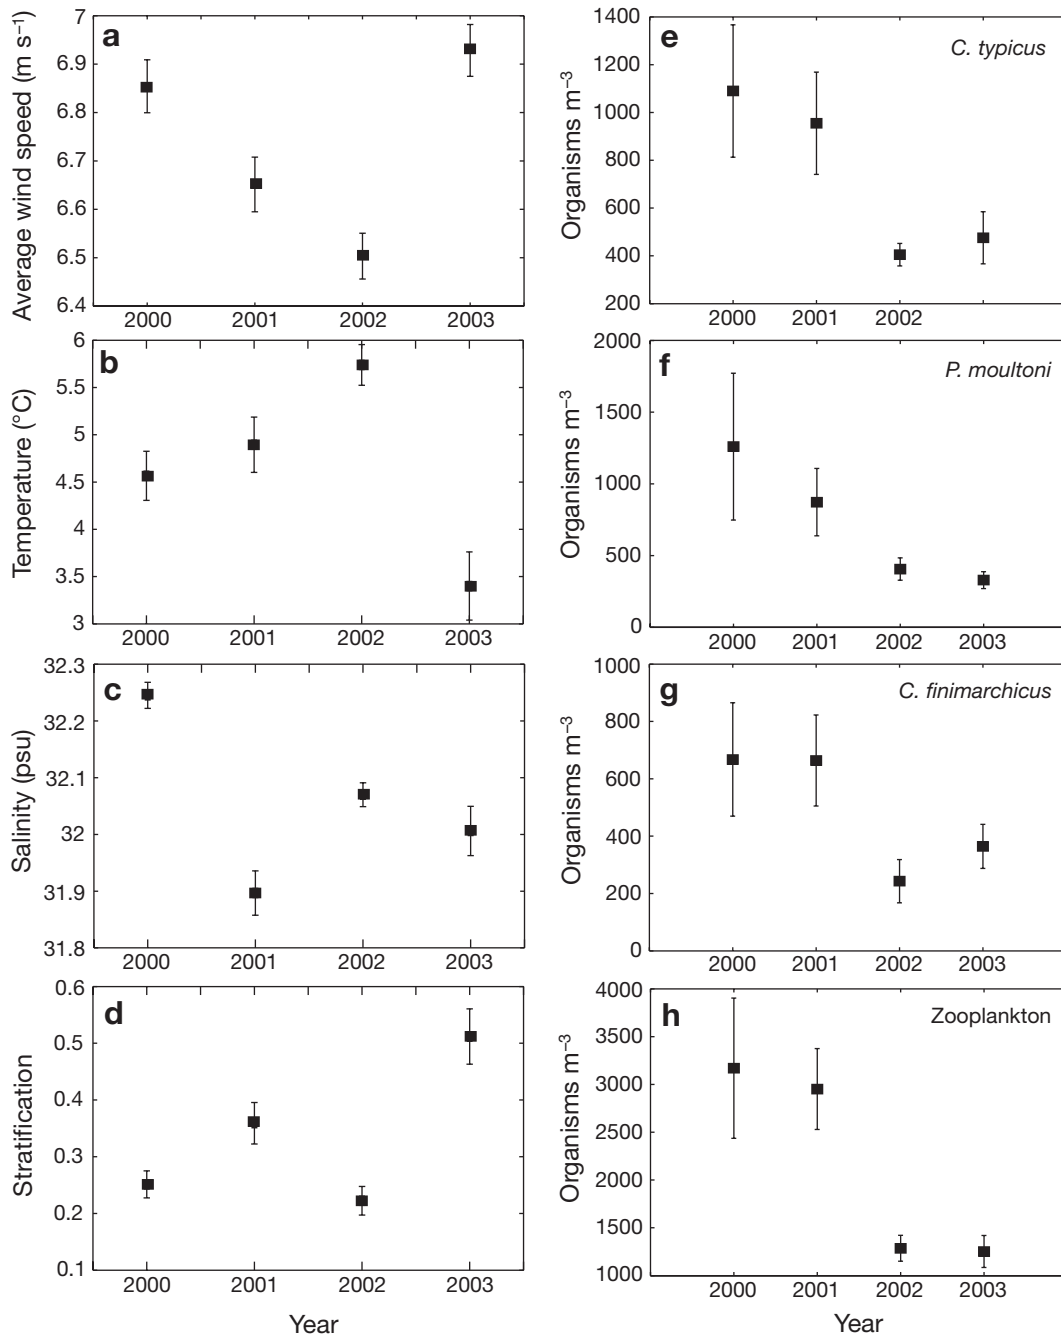 a
Average wind speed (m s⁻¹)
7
6.9
6.8
6.7
6.6
6.5
6.4
2000 2001 2002 2003
b
Temperature (°C)
6
5.5
5
4.5
4
3.5
3
2000 2001 2002 2003
c
Salinity (psu)
32.3
32.2
32.1
32
31.9
31.8
2000 2001 2002 2003
d
Stratification
0.6
0.5
0.4
0.3
0.2
0.1
2000 2001 2002 2003
Year
e
C. typicus
Organisms m⁻³
1400
1200
1000
800
600
400
200
2000 2001 2002
f
P. moultoni
Organisms m⁻³
2000
1500
1000
500
0
2000 2001 2002 2003
g
C. finimarchicus
Organisms m⁻³
1000
800
600
400
200
0
2000 2001 2002 2003
h
Zooplankton
Organisms m⁻³
4000
3500
3000
2500
2000
1500
1000
2000 2001 2002 2003
Year